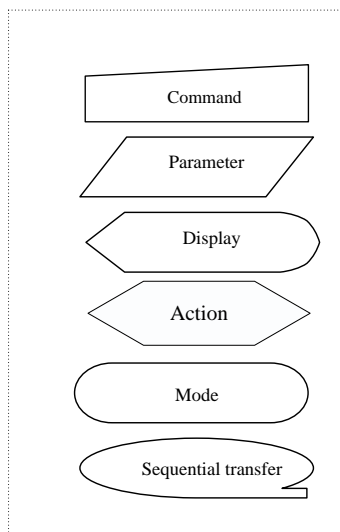 Command
Parameter
Display
Action
Mode
Sequential transfer